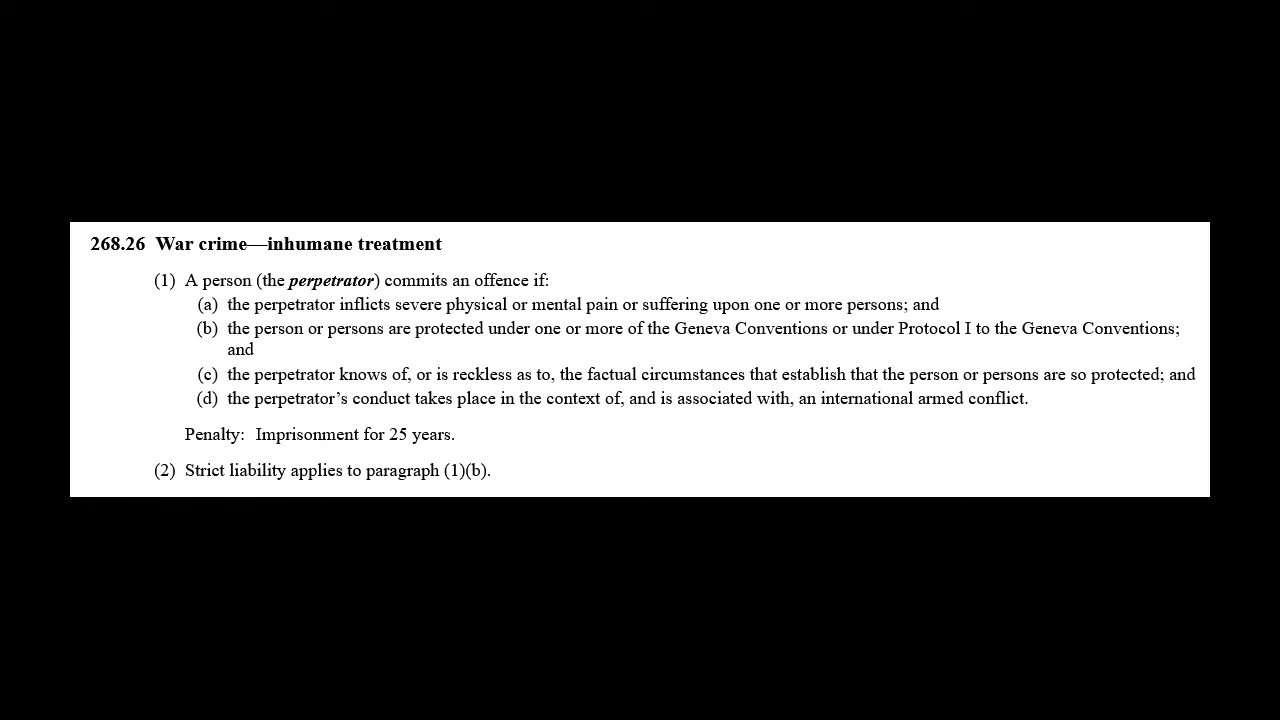 268.26 War crime—inhumane treatment
(1) A person (the perpetrator) commits an offence if:
(a) the perpetrator inflicts severe physical or mental pain or suffering upon one or more persons; and
(b) the person or persons are protected under one or more of the Geneva Conventions or under Protocol I to the Geneva Conventions;
and
(c) the perpetrator knows of, or is reckless as to, the factual circumstances that establish that the person or persons are so protected; and
(d) the perpetrator’s conduct takes place in the context of, and is associated with, an international armed conflict.
Penalty: Imprisonment for 25 years.
(2) Strict liability applies to paragraph (1)(b).